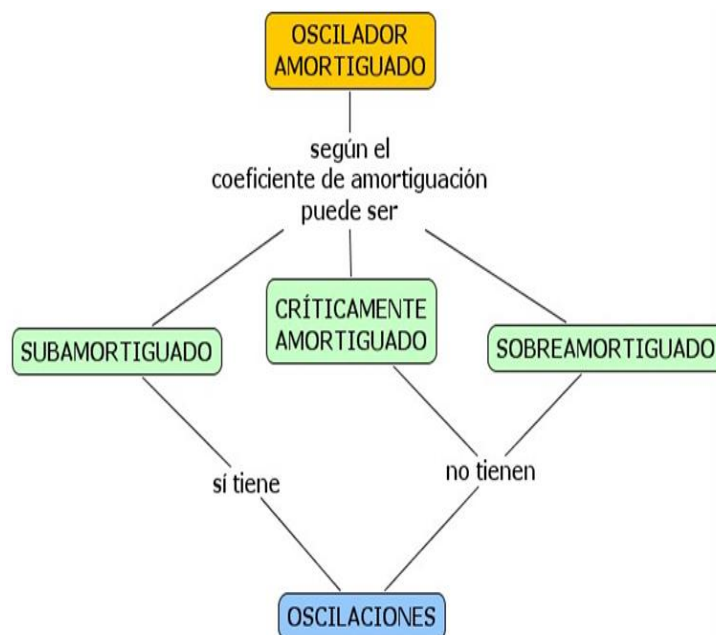 OSCILADOR
AMORTIGUADO
según el
coeficiente de amortiguación
puede ser
SUBAMORTIGUADO
CRÍTICAMENTE
AMORTIGUADO
SOBREAMORTIGUADO
sí tiene
no tienen
OSCILACIONES